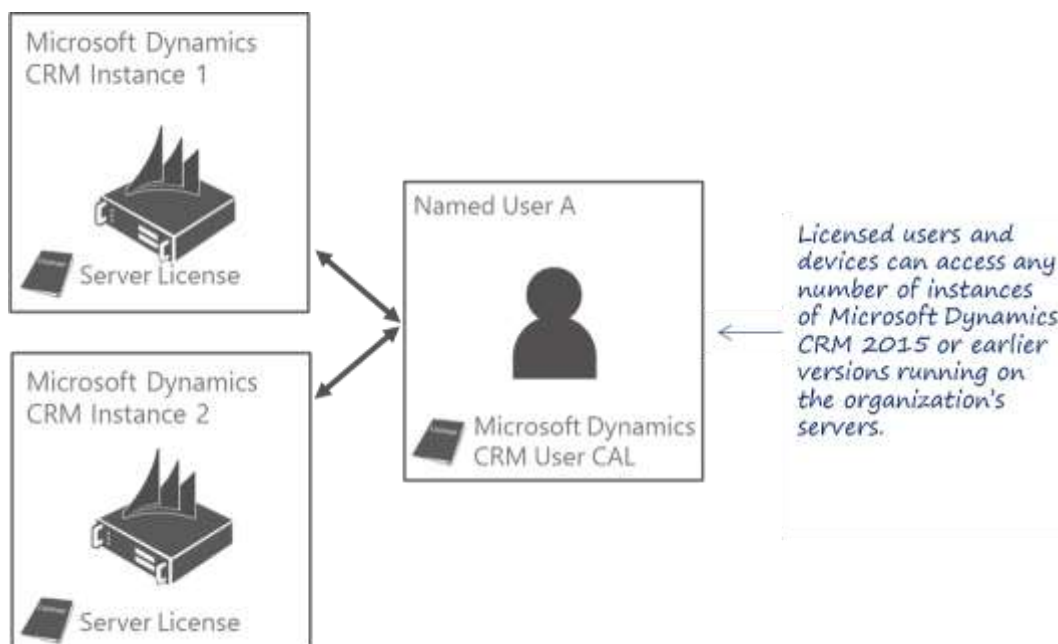 Microsoft Dynamics
CRM Instance 1
Server License
Named User A
Microsoft Dynamics
CRM User CAL
Licensed users and
devices can access any
number of instances
of Microsoft Dynamics
CRM 2015 or earlier
versions running on
the organization's
servers.
Microsoft Dynamics
CRM Instance 2
Server License